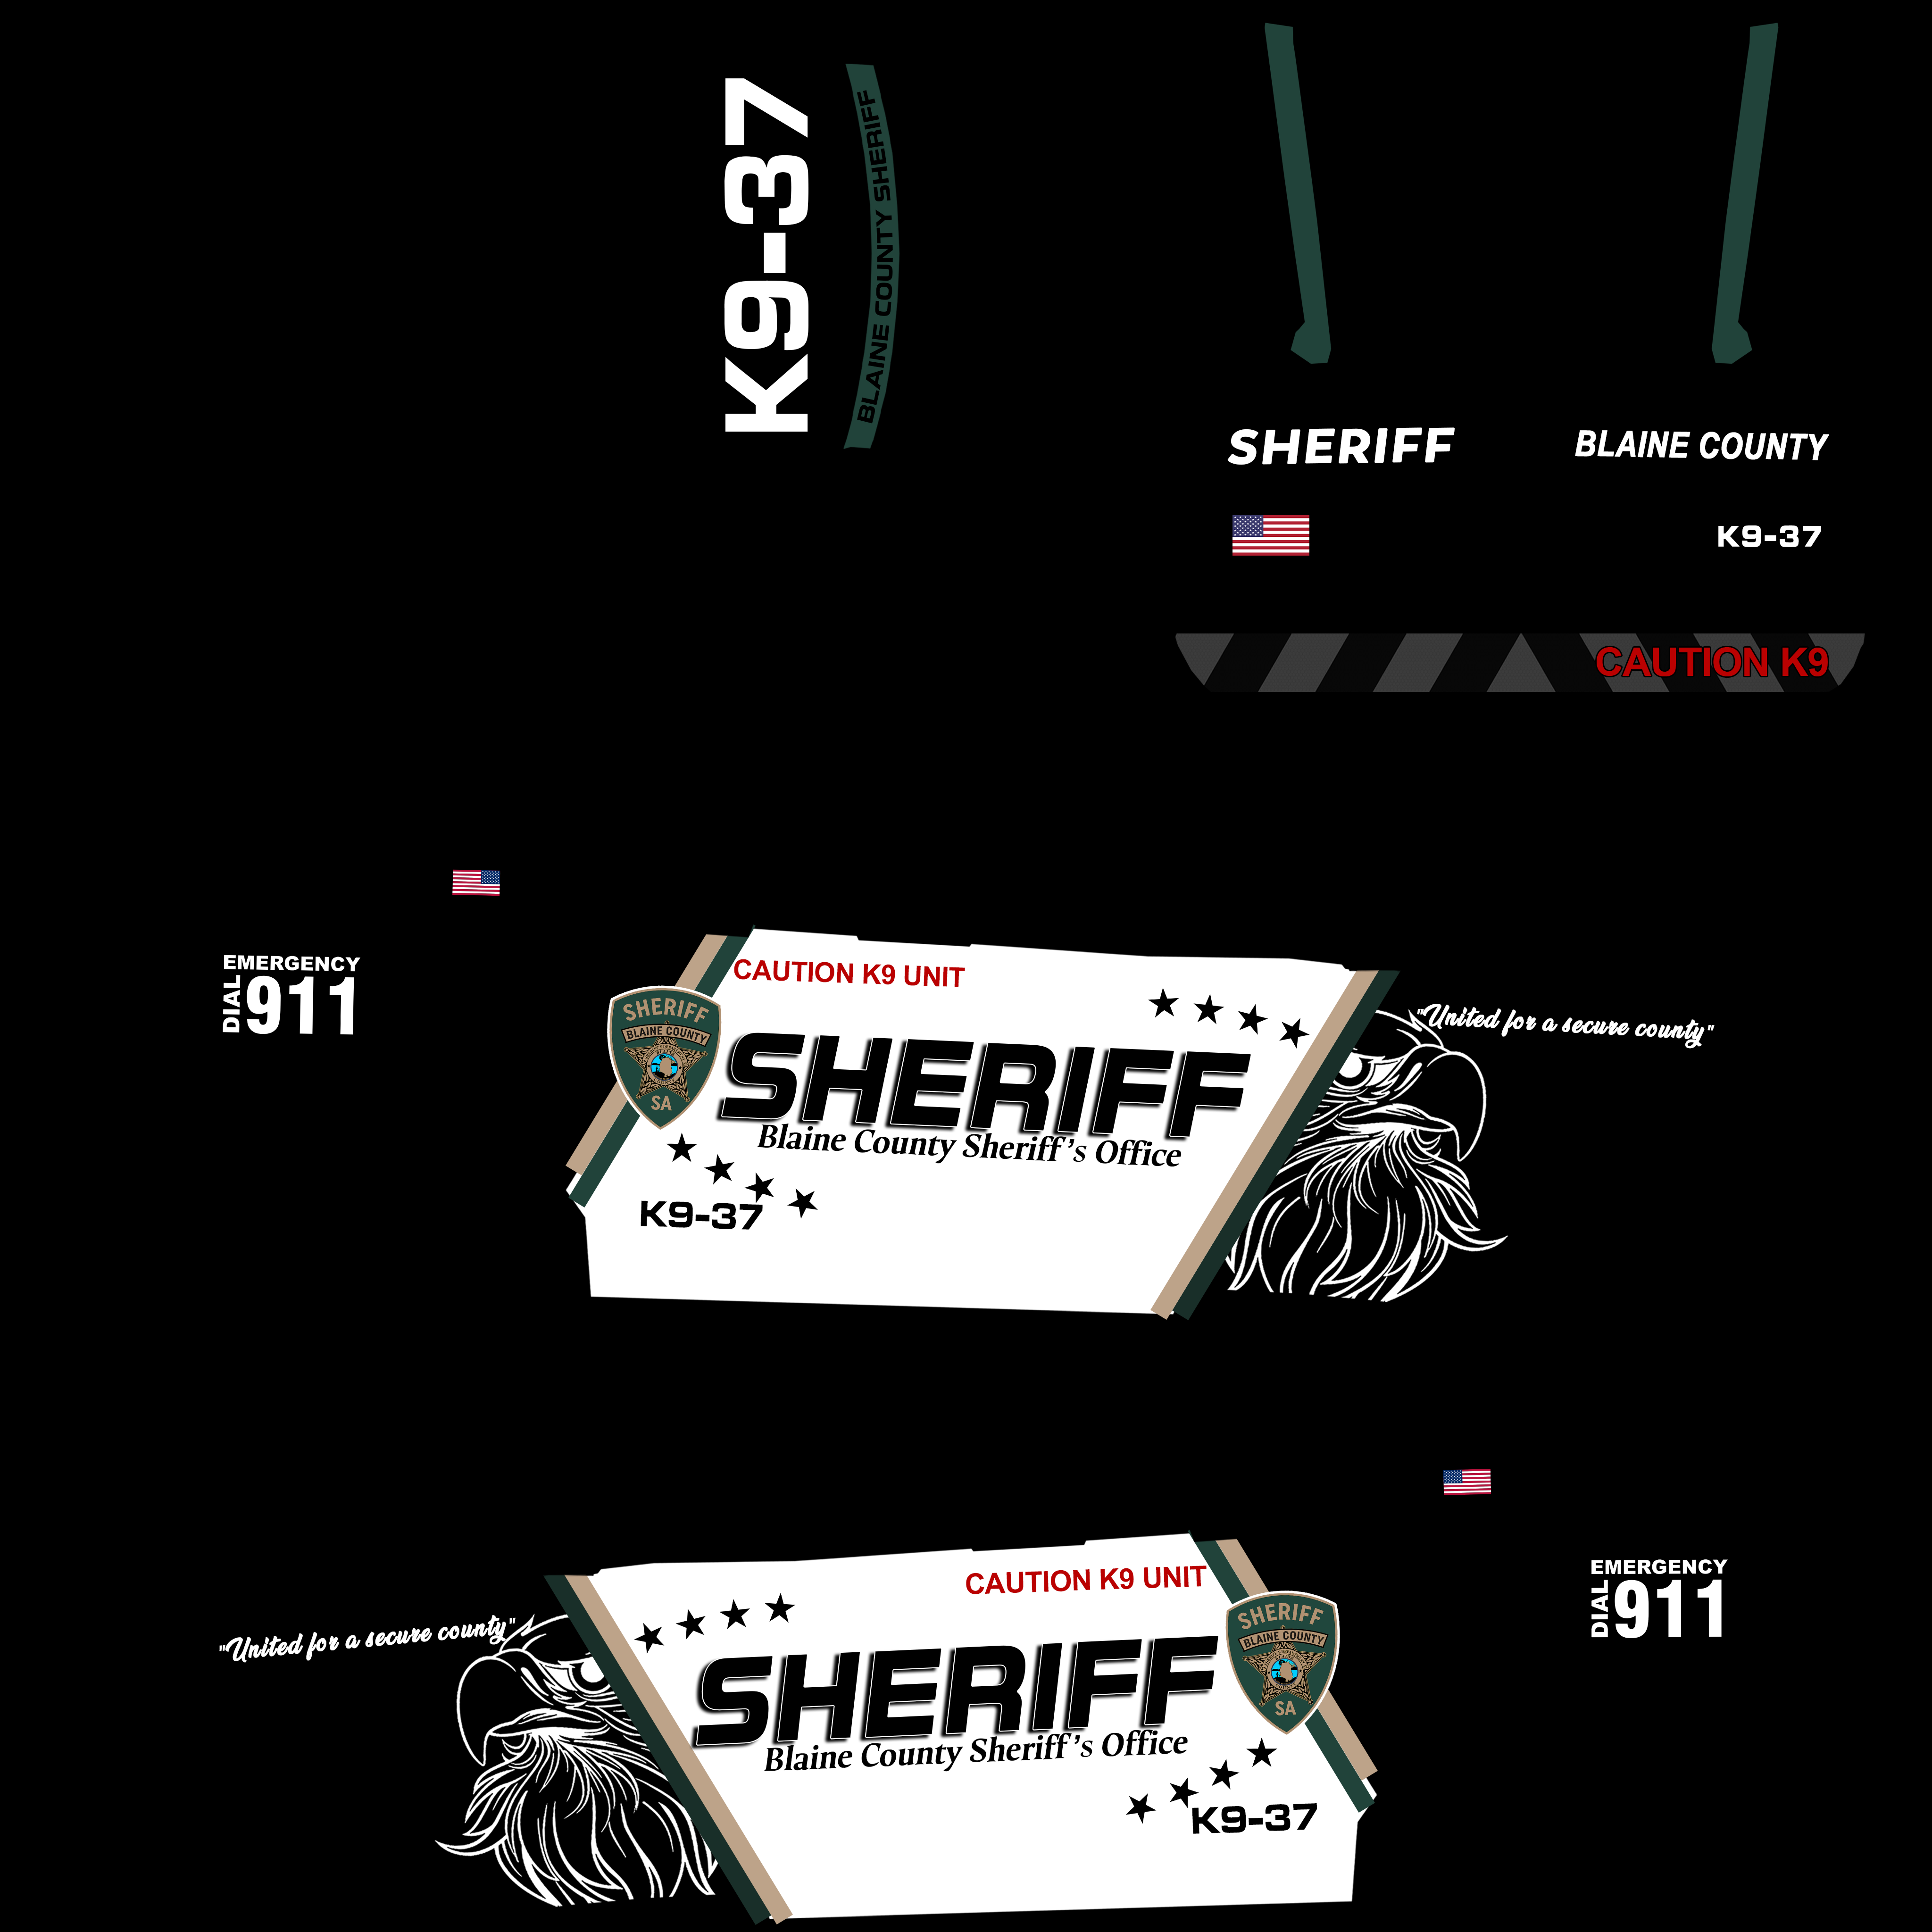 K9-37
BLAINE COUNTY SHERIFF
SHERIFF
BLAINE COUNTY
K9-37
CAUTION K9
EMERGENCY
DIAL 911
CAUTION K9 UNIT
SHERIFF
BLAINE COUNTY
SA
SHERIFF
Blaine County Sheriff's Office
K9-37
"United for a secure county"
EMERGENCY
DIAL 911
"United for a secure county"
CAUTION K9 UNIT
SHERIFF
Blaine County Sheriff's Office
SHERIFF
BLAINE COUNTY
SA
K9-37